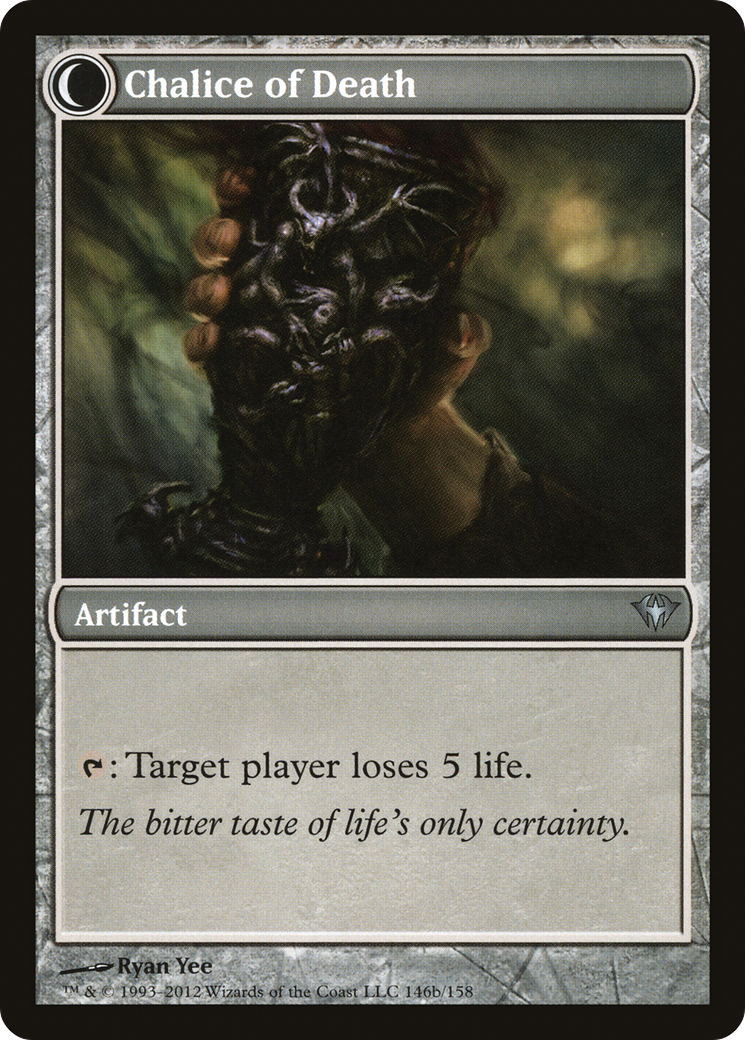 Chalice of Death
Artifact
: Target player loses 5 life.
The bitter taste of life's only certainty.
Ryan Yee
™ & © 1993–2012 Wizards of the Coast LLC 146b/158